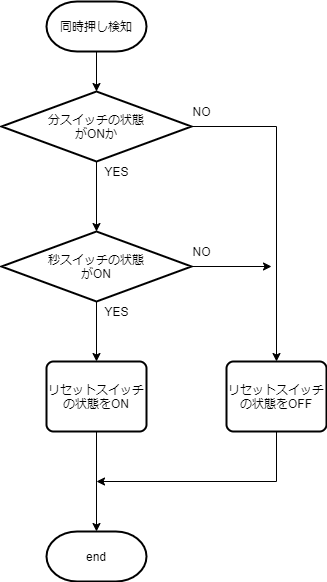 同時押し検知
分スイッチの状態
がONか
NO
YES
秒スイッチの状態
がON
NO
YES
リセットスイッチ
の状態をON
リセットスイッチ
の状態をOFF
end